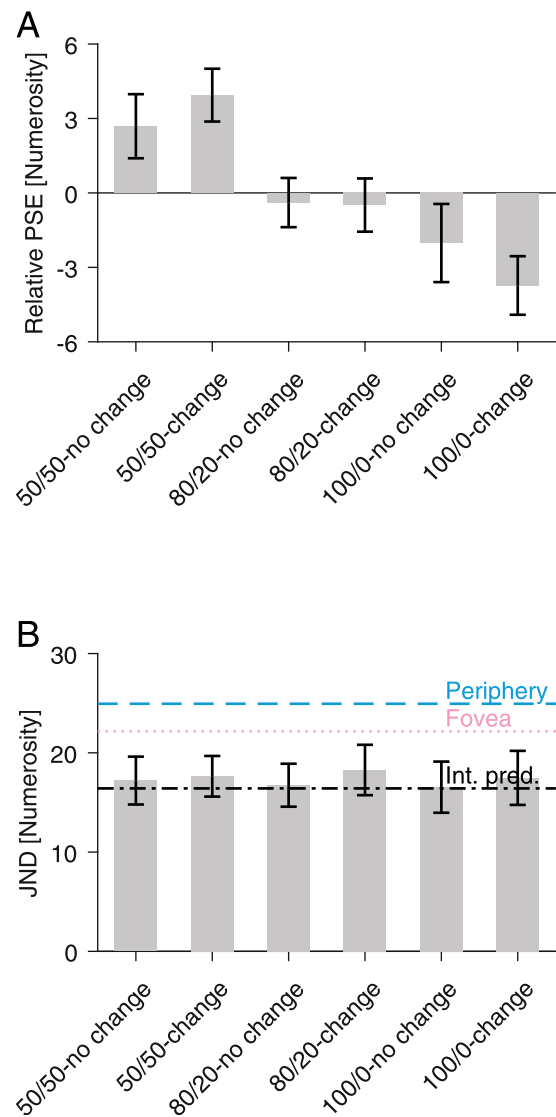 A
Relative PSE [Numerosity]
6
3
0
-3
-6
50/50-no change
50/50-change
80/20-no change
80/20-change
100/0-no change
100/0-change
B
JND [Numerosity]
30
20
10
0
Periphery
Fovea
Int. pred.
50/50-no change
50/50-change
80/20-no change
80/20-change
100/0-no change
100/0-change